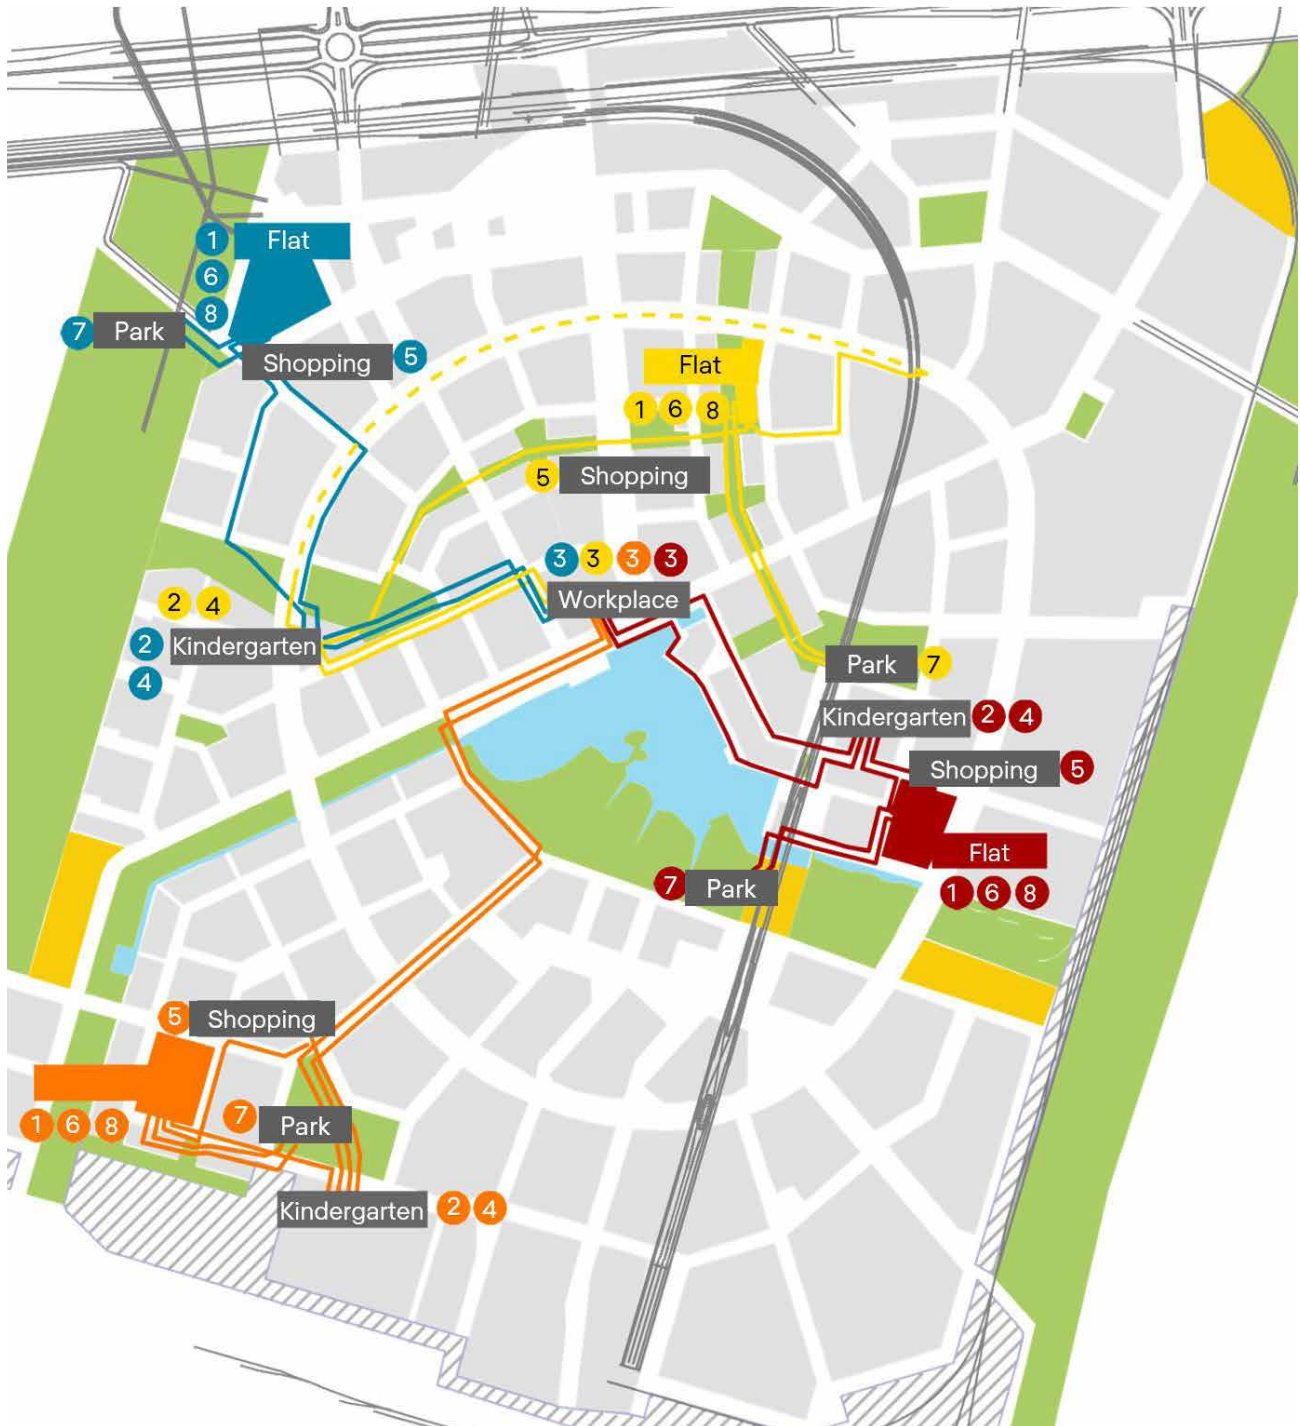 1 Flat
6
8
7 Park
Shopping 5
Flat
1 6 8
5 Shopping
3 3 3 3
Workplace
2 4
2 Kindergarten
4
Park 7
Kindergarten 2 4
Shopping 5
Flat
7 Park
1 6 8
5 Shopping
1 6 8
7 Park
Kindergarten 2 4